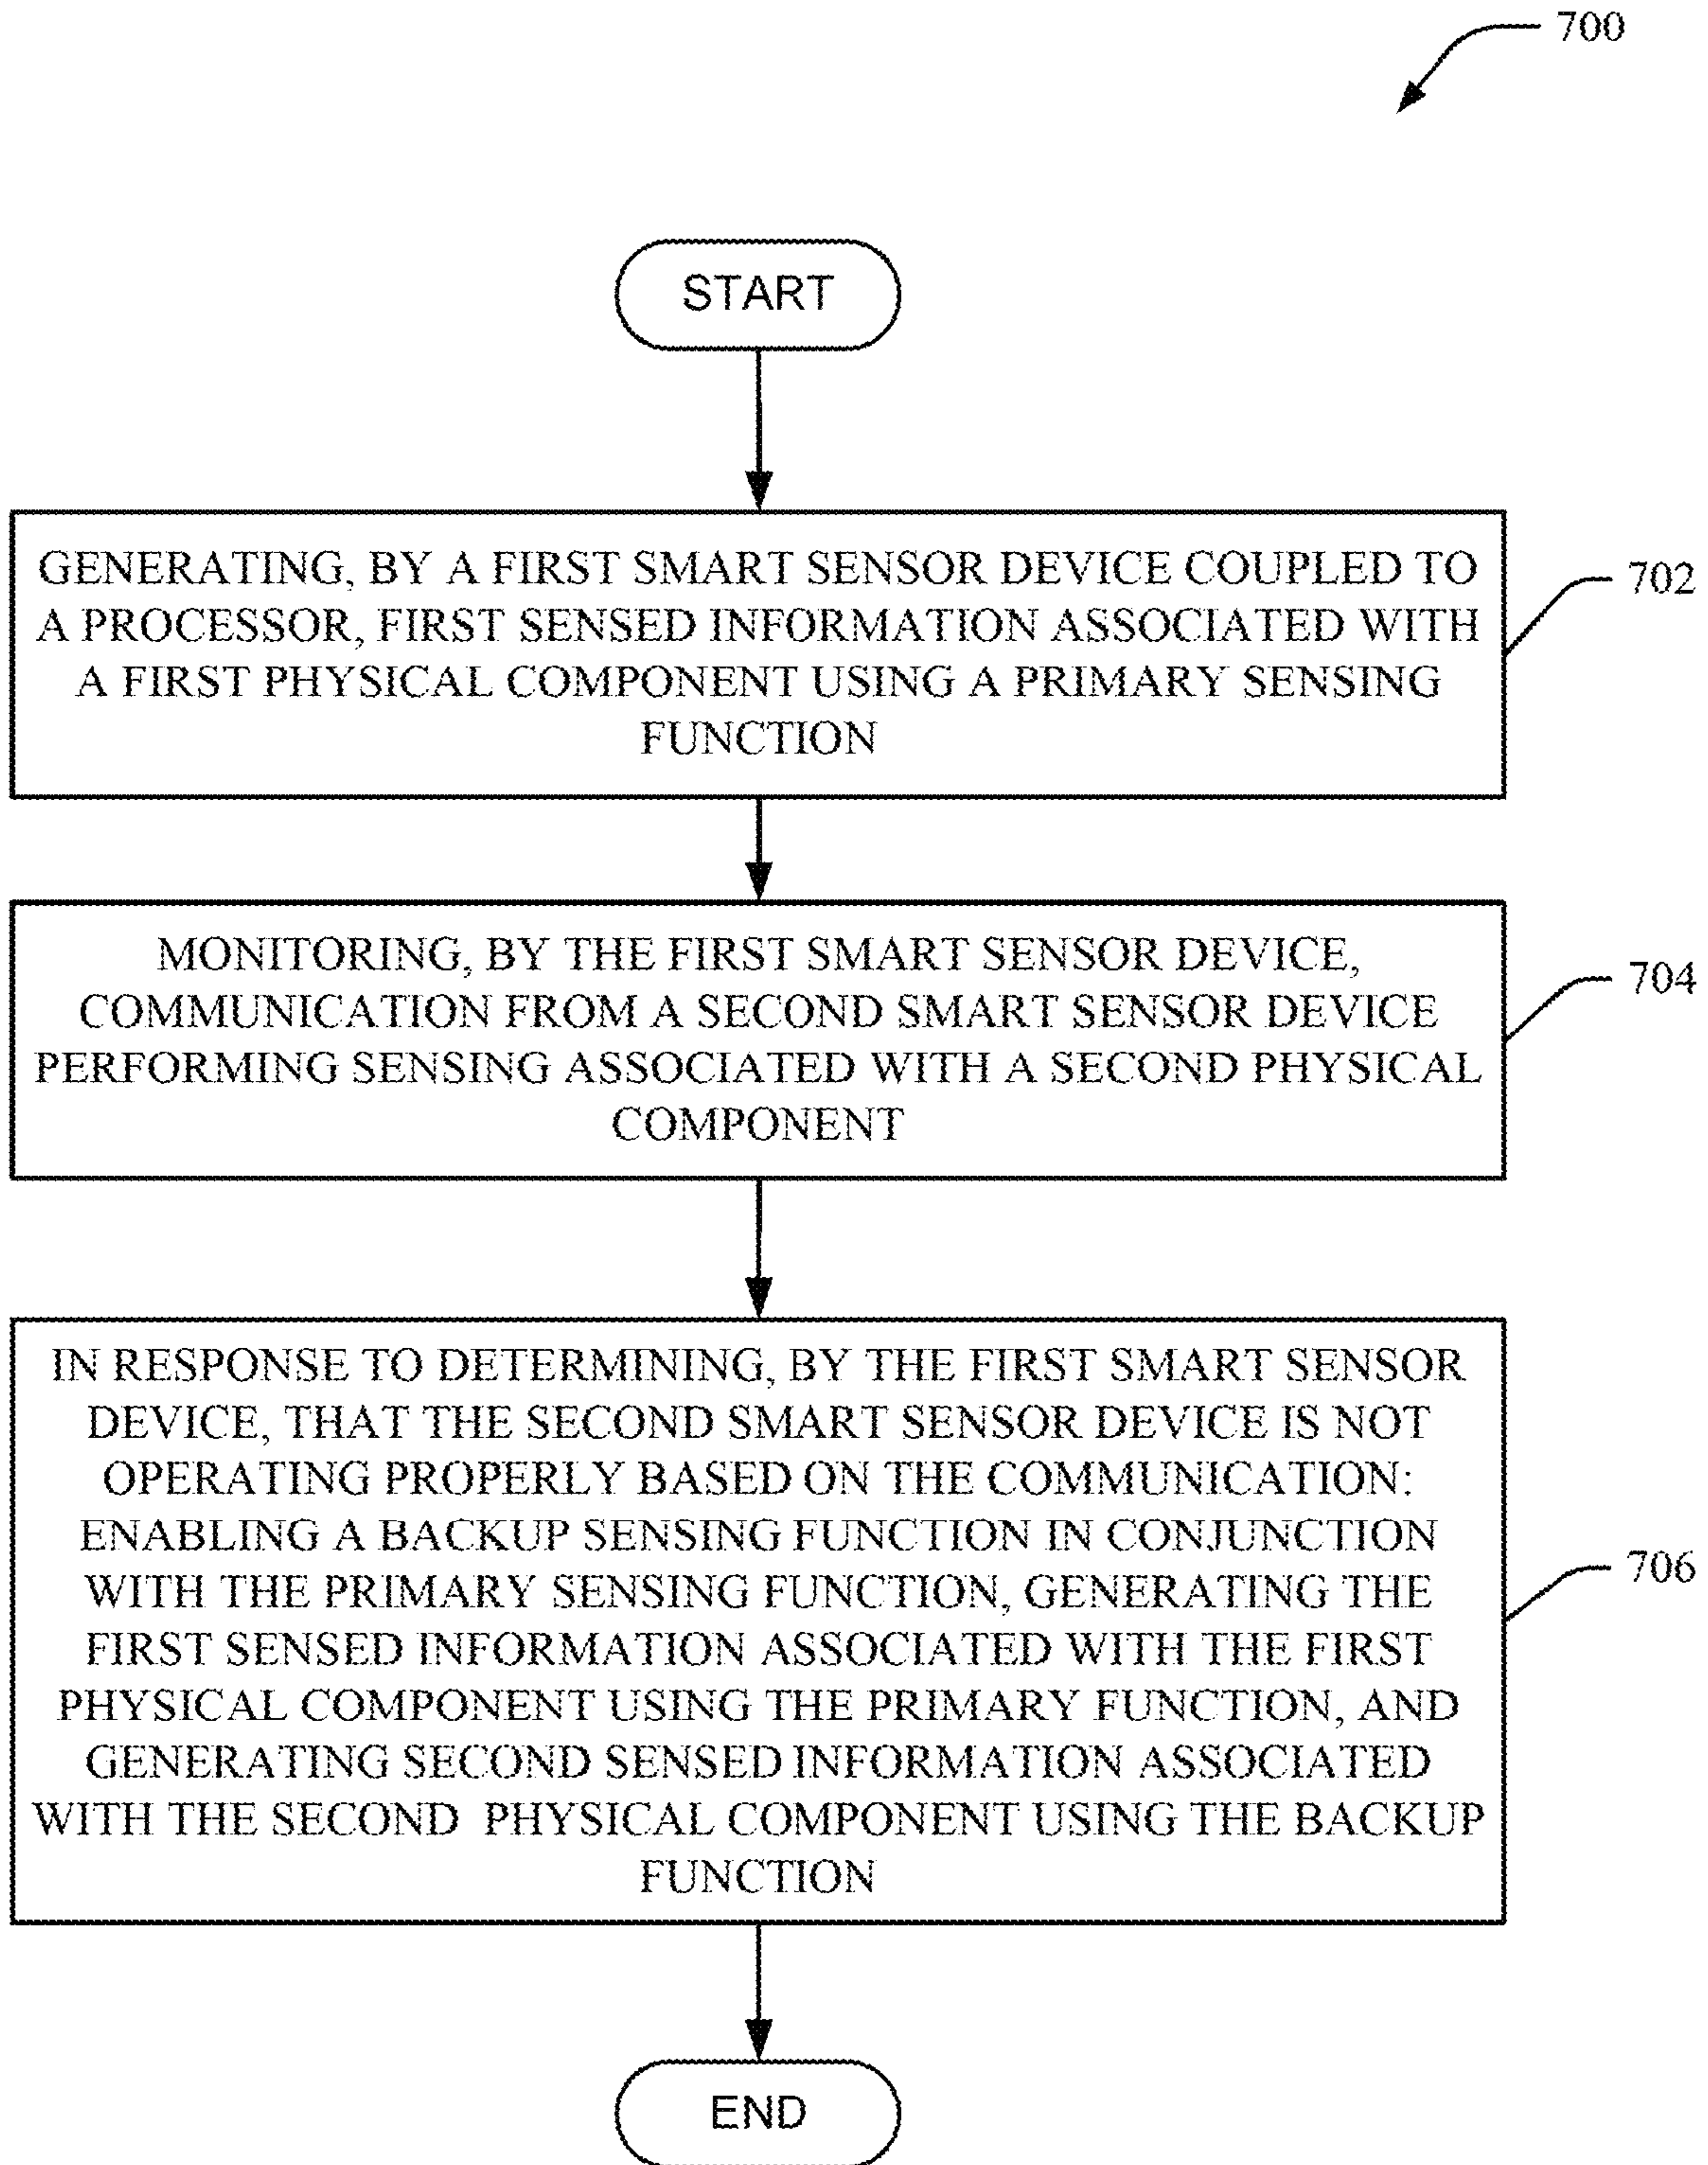 700
START
GENERATING, BY A FIRST SMART SENSOR DEVICE COUPLED TO
A PROCESSOR, FIRST SENSED INFORMATION ASSOCIATED WITH
A FIRST PHYSICAL COMPONENT USING A PRIMARY SENSING
FUNCTION
702
MONITORING, BY THE FIRST SMART SENSOR DEVICE,
COMMUNICATION FROM A SECOND SMART SENSOR DEVICE
PERFORMING SENSING ASSOCIATED WITH A SECOND PHYSICAL
COMPONENT
704
IN RESPONSE TO DETERMINING, BY THE FIRST SMART SENSOR
DEVICE, THAT THE SECOND SMART SENSOR DEVICE IS NOT
OPERATING PROPERLY BASED ON THE COMMUNICATION:
ENABLING A BACKUP SENSING FUNCTION IN CONJUNCTION
WITH THE PRIMARY SENSING FUNCTION, GENERATING THE
FIRST SENSED INFORMATION ASSOCIATED WITH THE FIRST
PHYSICAL COMPONENT USING THE PRIMARY FUNCTION, AND
GENERATING SECOND SENSED INFORMATION ASSOCIATED
WITH THE SECOND  PHYSICAL COMPONENT USING THE BACKUP
FUNCTION
706
END